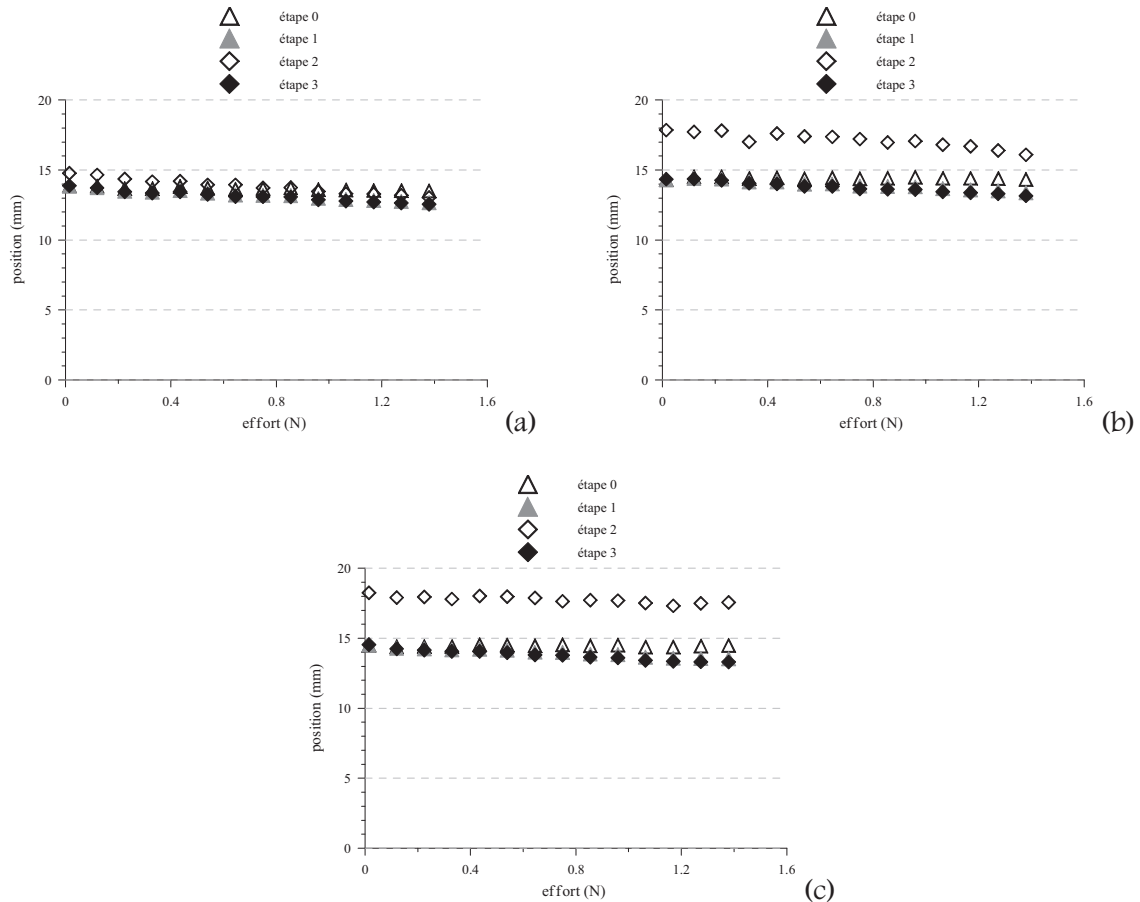 étape 0
étape 1
étape 2
étape 3
20
15
10
5
0
position (mm)
0 0.4 0.8 1.2 1.6
effort (N)
(a)
étape 0
étape 1
étape 2
étape 3
20
15
10
5
0
position (mm)
0 0.4 0.8 1.2 1.6
effort (N)
(b)
étape 0
étape 1
étape 2
étape 3
20
15
10
5
0
position (mm)
0 0.4 0.8 1.2 1.6
effort (N)
(c)